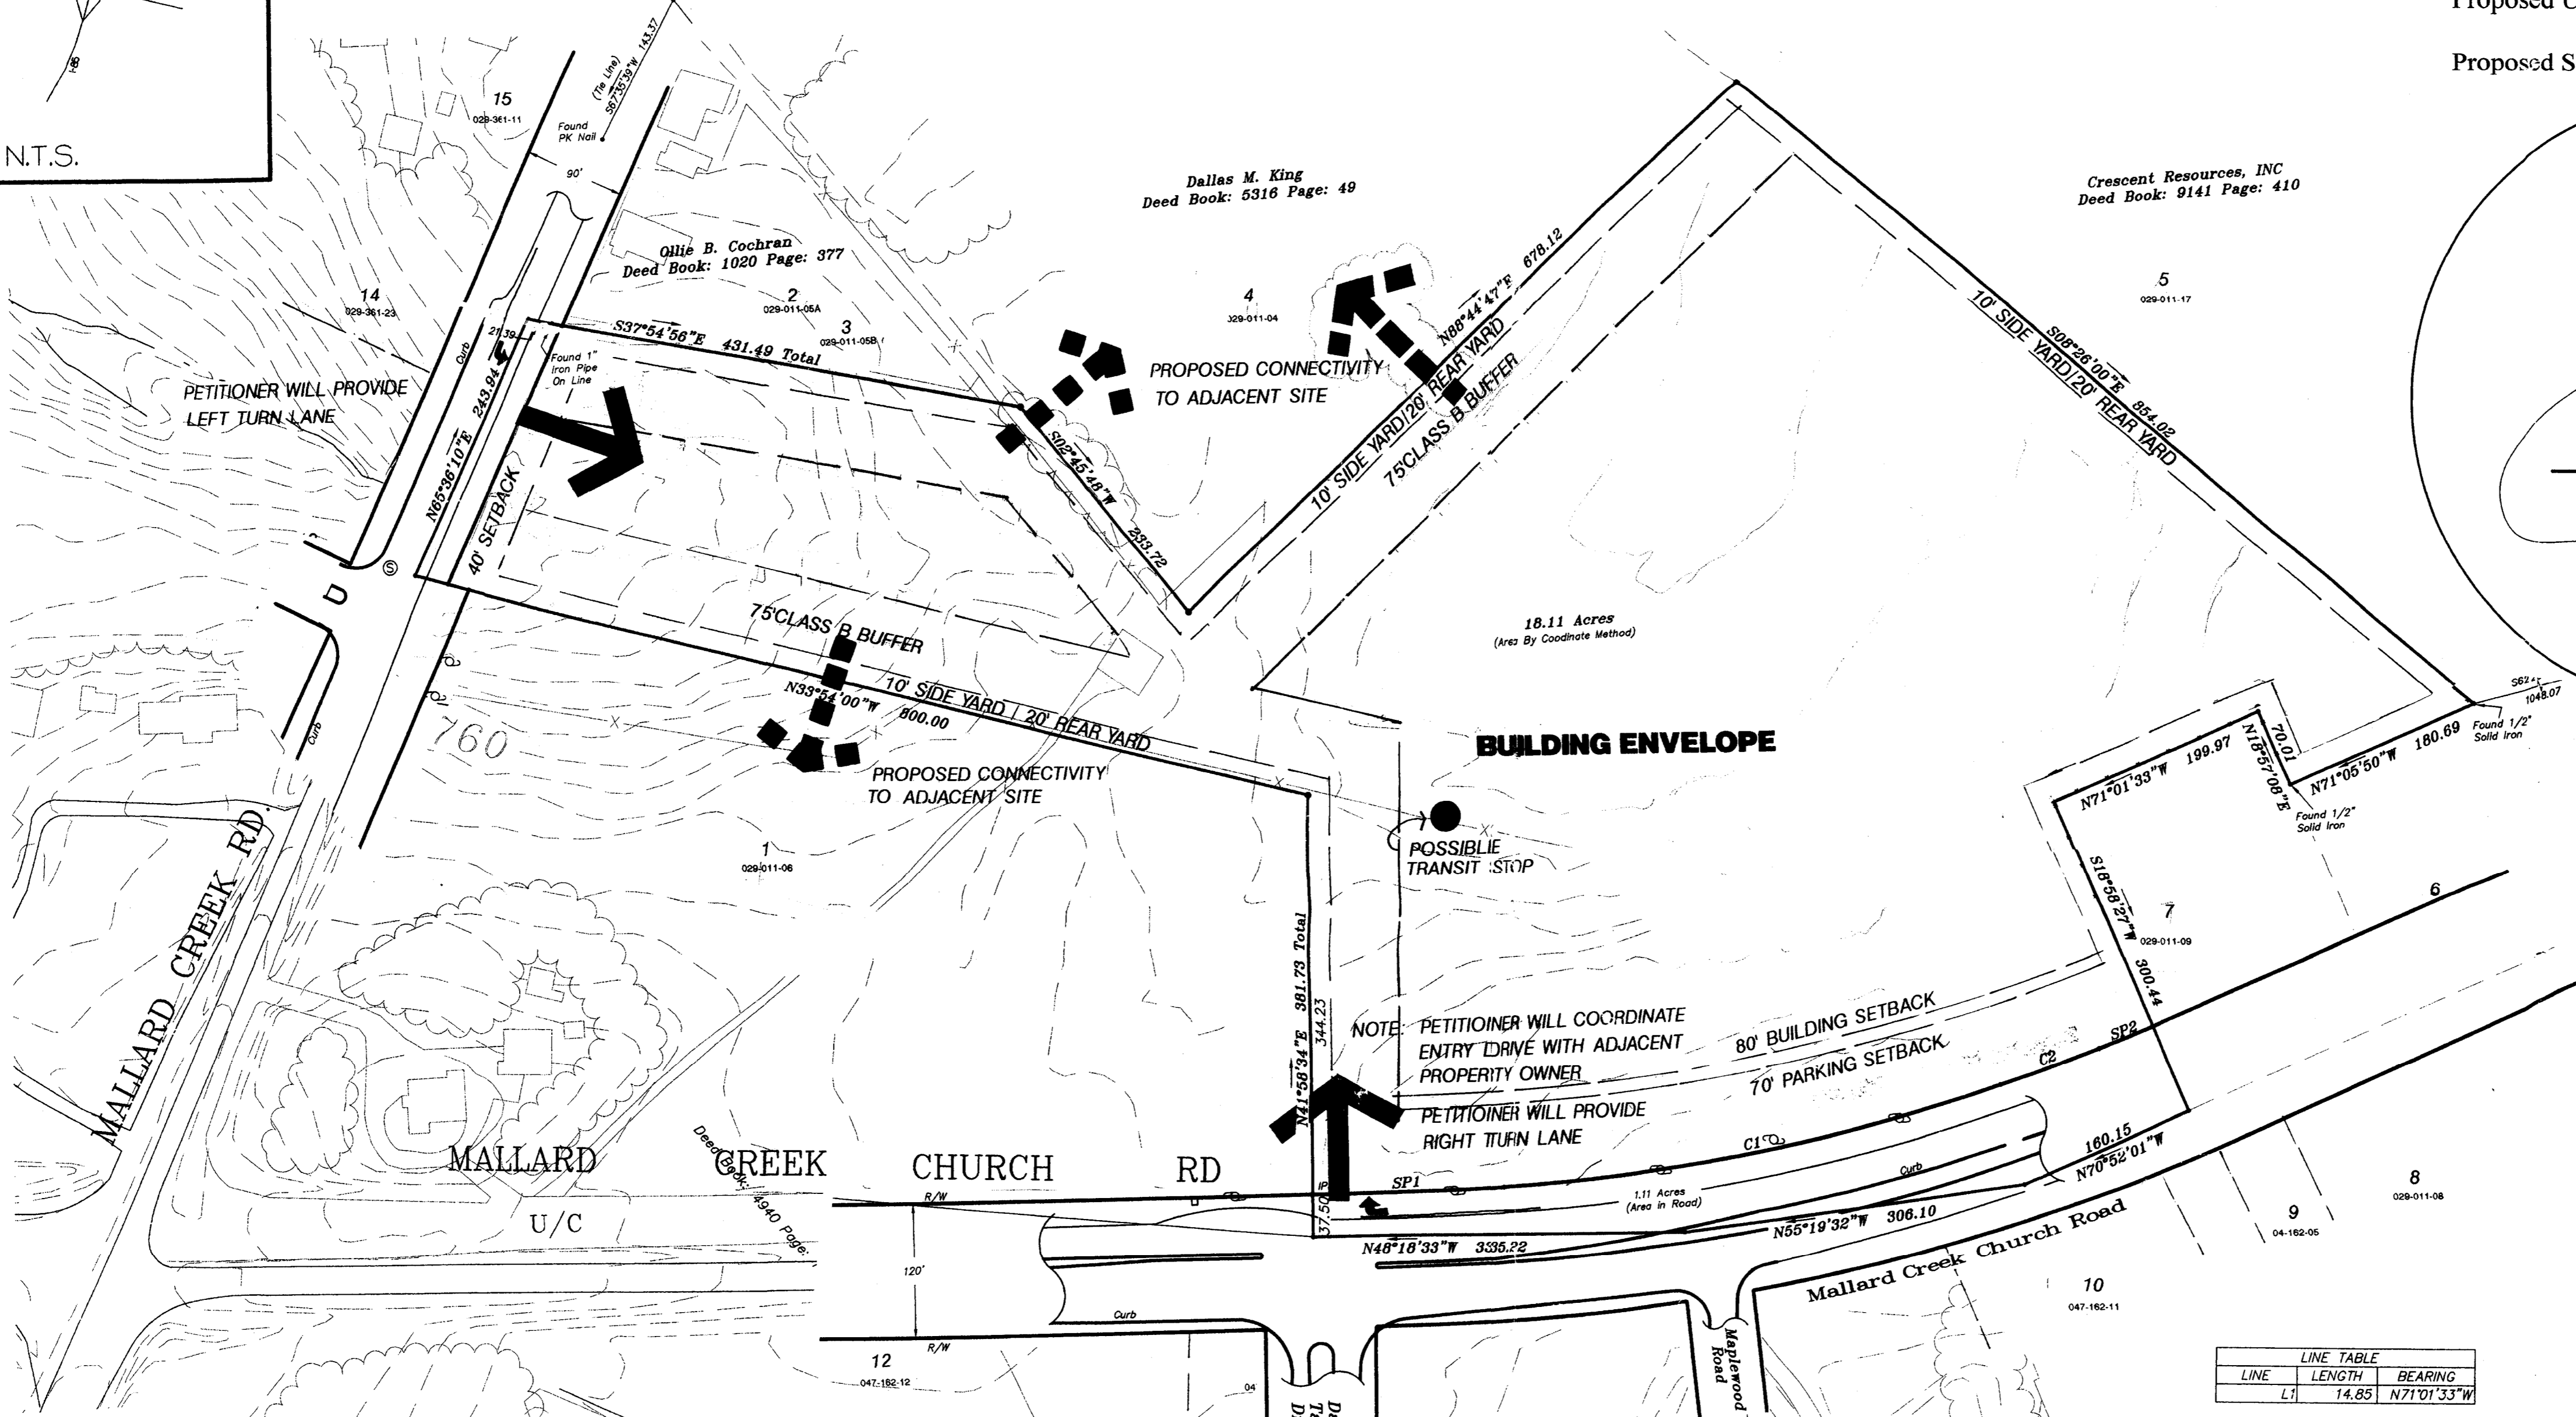 Proposed
Proposed S
I-85
N.T.S.
15
029-361-11
(Tie Line)
S67°35'39"W 143.37
Found
PK Nail
90'
Dallas M. King
Deed Book: 5316 Page: 49
Crescent Resources, INC
Deed Book: 9141 Page: 410
Ollie B. Cochran
Deed Book: 1020 Page: 377
14
029-361-23
2
029-011-05A
3
029-011-05B
4
029-011-04
5
029-011-17
21.39
Curb
Found 1"
Iron Pipe
On Line
S37°54'56"E 431.49 Total
PETITIONER WILL PROVIDE
LEFT TURN LANE
N65°36'10"E 243.94
40' SETBACK
PROPOSED CONNECTIVITY
TO ADJACENT SITE
N88°44'47"E 678.12
10' SIDE YARD/20' REAR YARD
75'CLASS B BUFFER
S08°26'00"E 854.02
10' SIDE YARD/20' REAR YARD
S02°45'48"W 233.72
S
75'CLASS B BUFFER
10' SIDE YARD / 20' REAR YARD
N33°54'00"W 800.00
760
18.11 Acres
(Area By Coodinate Method)
PROPOSED CONNECTIVITY
TO ADJACENT SITE
BUILDING ENVELOPE
POSSIBLE
TRANSIT STOP
1
029-011-06
N71°01'33"W 199.97
N18°57'08"E 70.01
N71°05'50"W 180.69
1048.07
Found 1/2"
Solid Iron
Found 1/2"
Solid Iron
S18°58'27"W 300.44
7
029-011-09
6
Curb
MALLARD CREEK RD.
N41°58'34"E 381.73 Total
344.23
NOTE: PETITIOINER WILL COORDINATE
ENTRY DRIVE WITH ADJACENT
PROPERITY OWNER
PETITIOINER WILL PROVIDE
RIGHT TURN LANE
80' BUILDING SETBACK
70' PARKING SETBACK
C2
SP2
C1
SP1
IP
37.50
MALLARD CREEK CHURCH RD
Deed Book: 4940 Page:
U/C
R/W
120'
Curb
R/W
1.11 Acres
(Area in Road)
Curb
N48°18'33"W 335.22
N55°19'32"W 306.10
160.15
N70°52'01"W
Mallard Creek Church Road
8
029-011-08
9
04-162-05
10
047-162-11
12
047-162-12
04
Maplewood
Road
LINE TABLE
LINE LENGTH BEARING
L1 14.85 N71°01'33"W